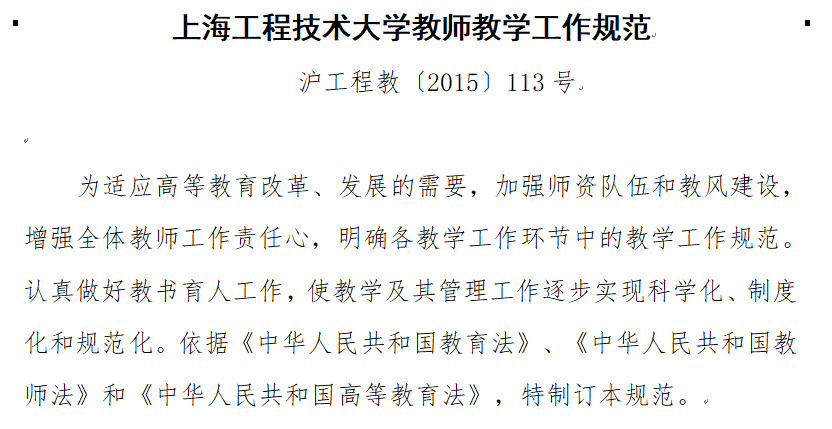 上海工程技术大学教师教学工作规范
沪工程教〔2015〕113号
为适应高等教育改革、发展的需要，加强师资队伍和教风建设，
增强全体教师工作责任心，明确各教学工作环节中的教学工作规范。
认真做好教书育人工作，使教学及其管理工作逐步实现科学化、制度
化和规范化。依据《中华人民共和国教育法》、《中华人民共和国教
师法》和《中华人民共和国高等教育法》，特制订本规范。